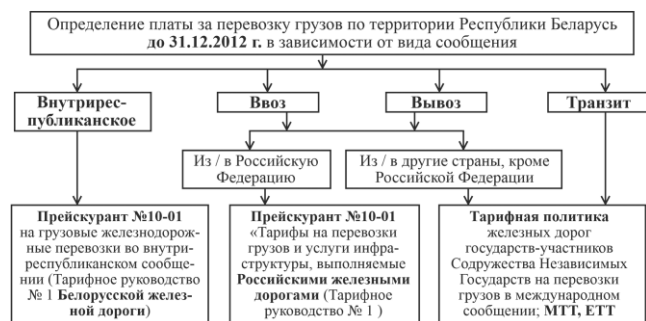 Определение платы за перевозку грузов по территории Республики Беларусь
до 31.12.2012 г. в зависимости от вида сообщения
Внутрирес-
публиканское
Ввоз
Вывоз
Транзит
Из / в Российскую
Федерацию
Из / в другие страны, кроме
Российской Федерации
Прейскурант №10-01
на грузовые железнодорож-
ные перевозки во внутри-
республиканском сообще-
нии (Тарифное руководство
№ 1 Белорусской желез-
ной дороги)
Прейскурант №10-01
«Тарифы на перевозки
грузов и услуги инфра-
структуры, выполняемые
Российскими железными
дорогами (Тарифное
руководство № 1 )
Тарифная политика
железных дорог
государств-участников
Содружества Независимых
Государств на перевозки
грузов в международном
сообщении; МТТ, ЕТТ